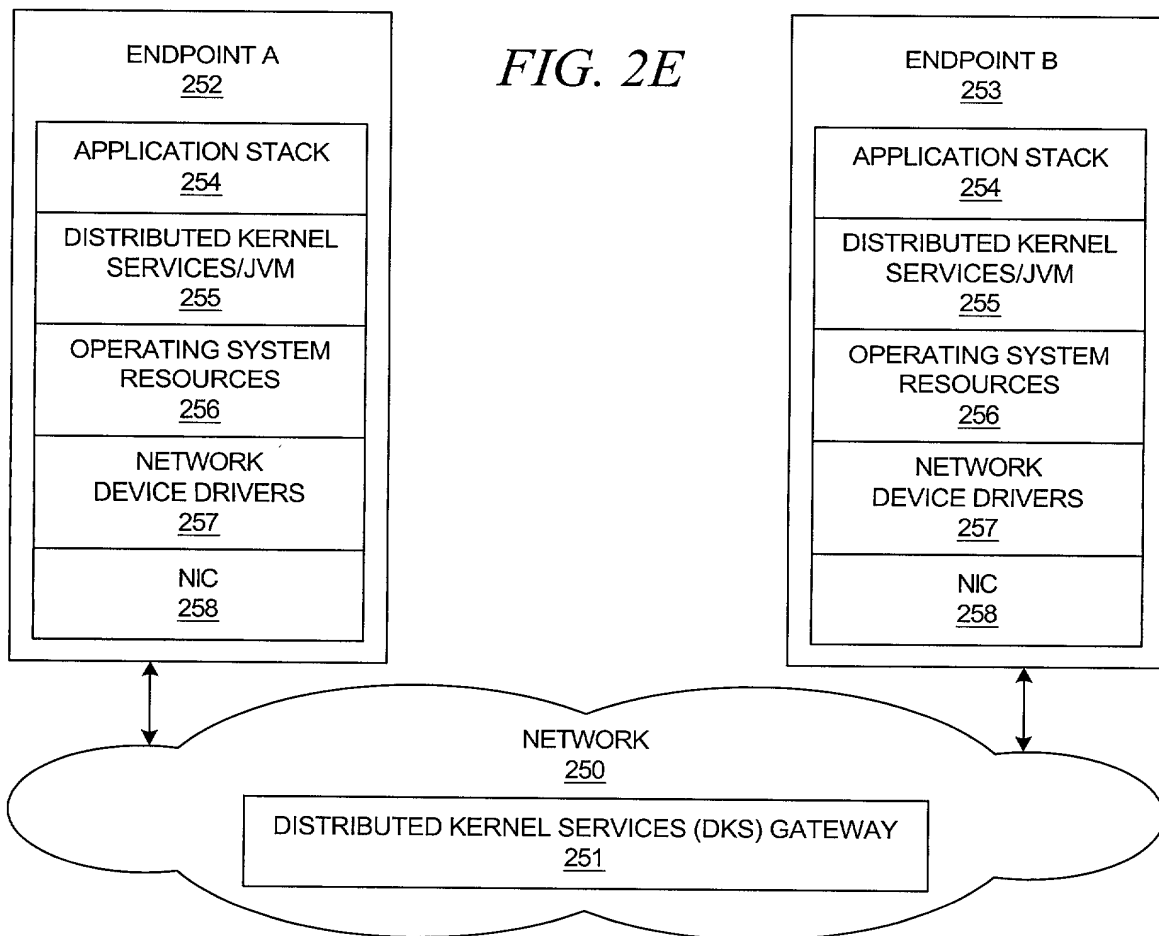 FIG. 2E
ENDPOINT A
252
APPLICATION STACK
254
DISTRIBUTED KERNEL
SERVICES/JVM
255
OPERATING SYSTEM
RESOURCES
256
NETWORK
DEVICE DRIVERS
257
NIC
258
ENDPOINT B
253
APPLICATION STACK
254
DISTRIBUTED KERNEL
SERVICES/JVM
255
OPERATING SYSTEM
RESOURCES
256
NETWORK
DEVICE DRIVERS
257
NIC
258
NETWORK
250
DISTRIBUTED KERNEL SERVICES (DKS) GATEWAY
251